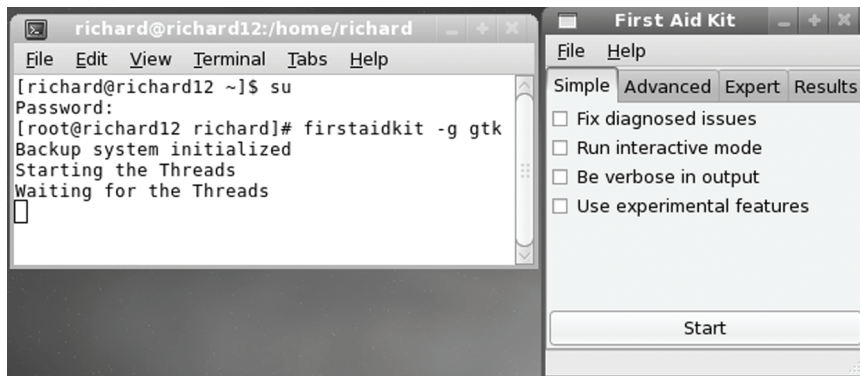 richard@richard12:/home/richard
File Edit View Terminal Tabs Help
[richard@richard12 ~]$ su
Password:
[root@richard12 richard]# firstaidkit -g gtk
Backup system initialized
Starting the Threads
Waiting for the Threads
First Aid Kit
File Help
Simple Advanced Expert Results
Fix diagnosed issues
Run interactive mode
Be verbose in output
Use experimental features
Start